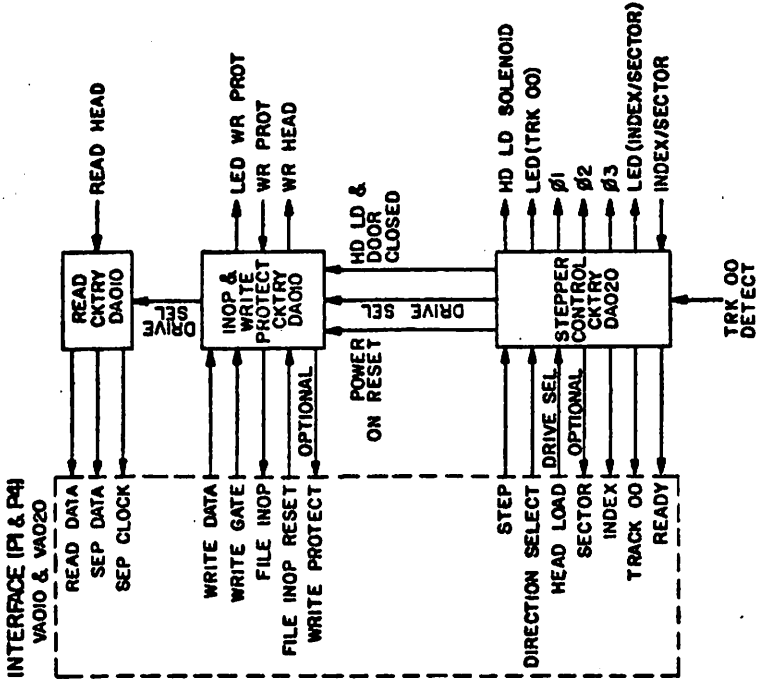 INTERFACE (P1 & P4)
VA010 & VA020
READ DATA
SEP DATA
SEP CLOCK
READ
CKTRY
DA010
READ HEAD
DRIVE
SEL
WRITE DATA
WRITE GATE
FILE INOP
FILE INOP RESET
WRITE PROTECT
OPTIONAL
INOP &
WRITE
PROTECT
CKTRY
DA010
LED WR PROT
WR PROT
WR HEAD
POWER
ON RESET
DRIVE
SEL
HD LD &
DOOR
CLOSED
STEP
DIRECTION SELECT
HEAD LOAD
DRIVE SEL
SECTOR
OPTIONAL
INDEX
TRACK 00
READY
STEPPER
CONTROL
CKTRY
DA020
HD LD SOLENOID
LED(TRK 00)
Ø1
Ø2
Ø3
LED(INDEX/SECTOR)
INDEX/SECTOR
TRK 00
DETECT